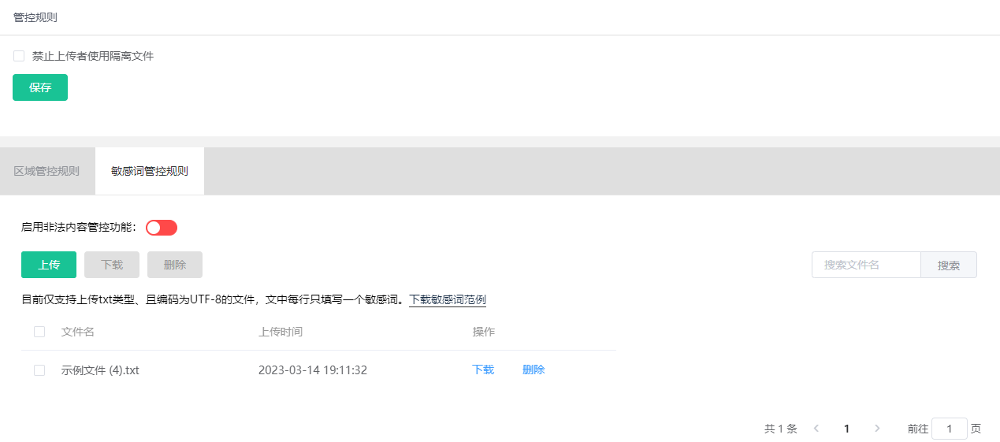 管控规则
禁止上传者使用隔离文件
保存
区域管控规则 敏感词管控规则
启用非法内容管控功能：
上传 下载 删除 搜索文件名 搜索
目前仅支持上传txt类型、且编码为UTF-8的文件，文中每行只填写一个敏感词。下载敏感词范例
文件名 上传时间 操作
示例文件 (4).txt 2023-03-14 19:11:32 下载 删除
共 1 条 1 前往 1 页